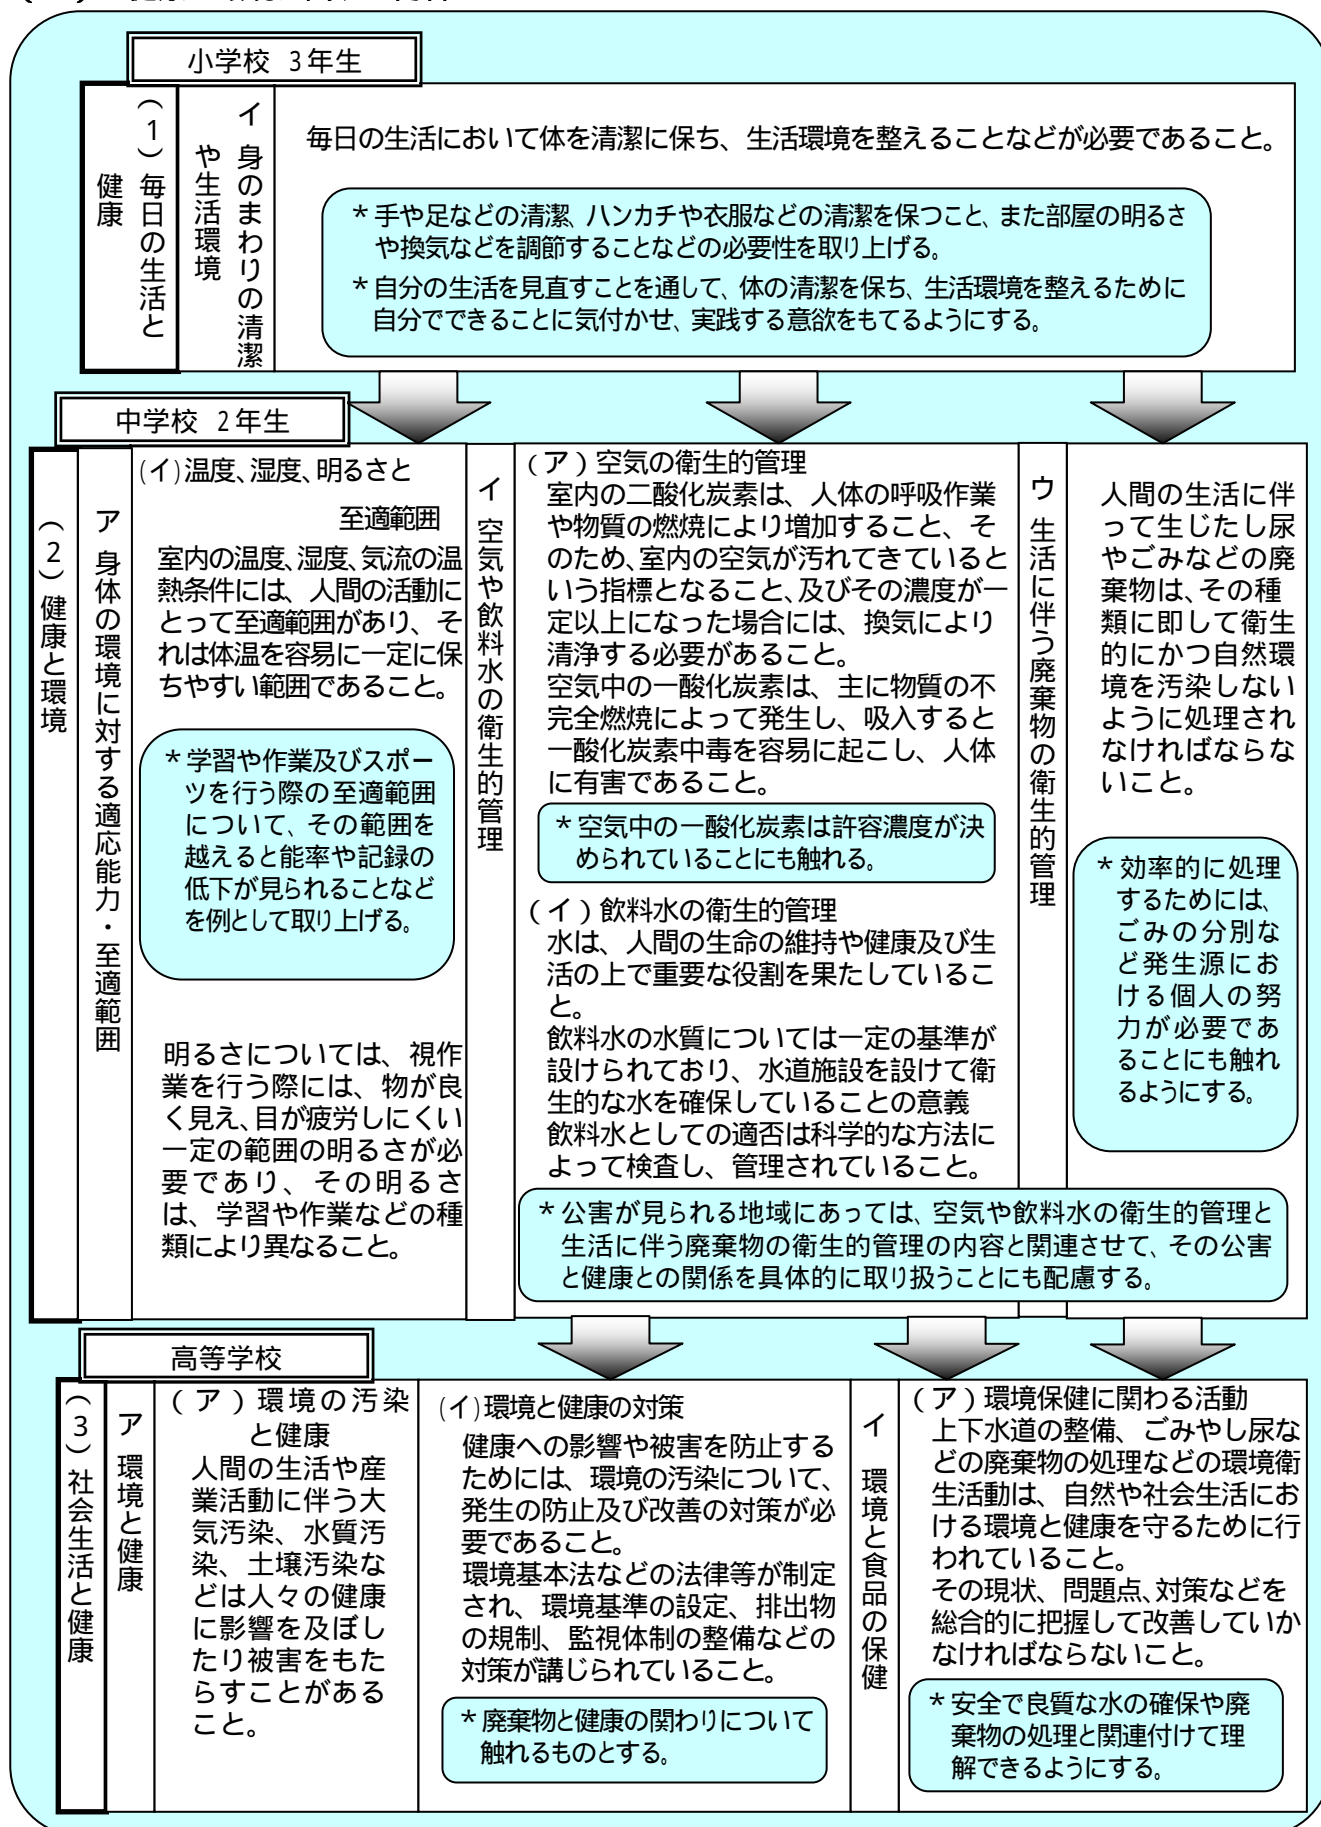 小学校 3年生
(1)毎日の生活と
健康
イ 身のまわりの清潔
や生活環境
毎日の生活において体を清潔に保ち、生活環境を整えることなどが必要であること。
＊手や足などの清潔、ハンカチや衣服などの清潔を保つこと、また部屋の明るさ
や換気などを調節することなどの必要性を取り上げる。
＊自分の生活を見直すことを通して、体の清潔を保ち、生活環境を整えるために
自分でできることに気付かせ、実践する意欲をもてるようにする。
中学校 2年生
(2)健康と環境
ア 身体の環境に対する適応能力・至適範囲
(イ)温度、湿度、明るさと
至適範囲
室内の温度、湿度、気流の温
熱条件には、人間の活動に
とって至適範囲があり、そ
れは体温を容易に一定に保
ちやすい範囲であること。
＊学習や作業及びスポー
ツを行う際の至適範囲
について、その範囲を
越えると能率や記録の
低下が見られることなど
を例として取り上げる。
明るさについては、視作
業を行う際には、物が良
く見え、目が疲労しにくい
一定の範囲の明るさが必
要であり、その明るさ
は、学習や作業などの種
類により異なること。
イ 空気や飲料水の衛生的管理
(ア)空気の衛生的管理
室内の二酸化炭素は、人体の呼吸作業
や物質の燃焼により増加すること、そ
のため、室内の空気が汚れてきていると
いう指標となること、及びその濃度が一
定以上になった場合には、換気により
清浄する必要があること。
空気中の一酸化炭素は、主に物質の不
完全燃焼によって発生し、吸入すると
一酸化炭素中毒を容易に起こし、人体
に有害であること。
＊空気中の一酸化炭素は許容濃度が決
められていることにも触れる。
(イ)飲料水の衛生的管理
水は、人間の生命の維持や健康及び生
活の上で重要な役割を果たしているこ
と。
飲料水の水質については一定の基準が
設けられており、水道施設を設けて衛
生的な水を確保していることの意義
飲料水としての適否は科学的な方法に
よって検査し、管理されていること。
ウ 生活に伴う廃棄物の衛生的管理
人間の生活に伴
って生じたし尿
やごみなどの廃
棄物は、その種
類に即して衛生
的にかつ自然環
境を汚染しない
ように処理され
なければならな
いこと。
＊効率的に処理
するためには、
ごみの分別な
ど発生源にお
ける個人の努
力が必要であ
ることにも触れ
るようにする。
＊公害が見られる地域にあっては、空気や飲料水の衛生的管理と
生活に伴う廃棄物の衛生的管理の内容と関連させて、その公害
と健康との関係を具体的に取り扱うことにも配慮する。
高等学校
(3)社会生活と健康
ア 環境と健康
(ア)環境の汚染
と健康
人間の生活や産
業活動に伴う大
気汚染、水質汚
染、土壌汚染な
どは人々の健康
に影響を及ぼし
たり被害をもた
らすことがある
こと。
(イ)環境と健康の対策
健康への影響や被害を防止する
ためには、環境の汚染について、
発生の防止及び改善の対策が必
要であること。
環境基本法などの法律等が制定
され、環境基準の設定、排出物
の規制、監視体制の整備などの
対策が講じられていること。
＊廃棄物と健康の関わりについて
触れるものとする。
イ 環境と食品の保健
(ア)環境保健に関わる活動
上下水道の整備、ごみやし尿な
どの廃棄物の処理などの環境衛
生活動は、自然や社会生活にお
ける環境と健康を守るために行
われていること。
その現状、問題点、対策などを
総合的に把握して改善していか
なければならないこと。
＊安全で良質な水の確保や廃
棄物の処理と関連付けて理
解できるようにする。